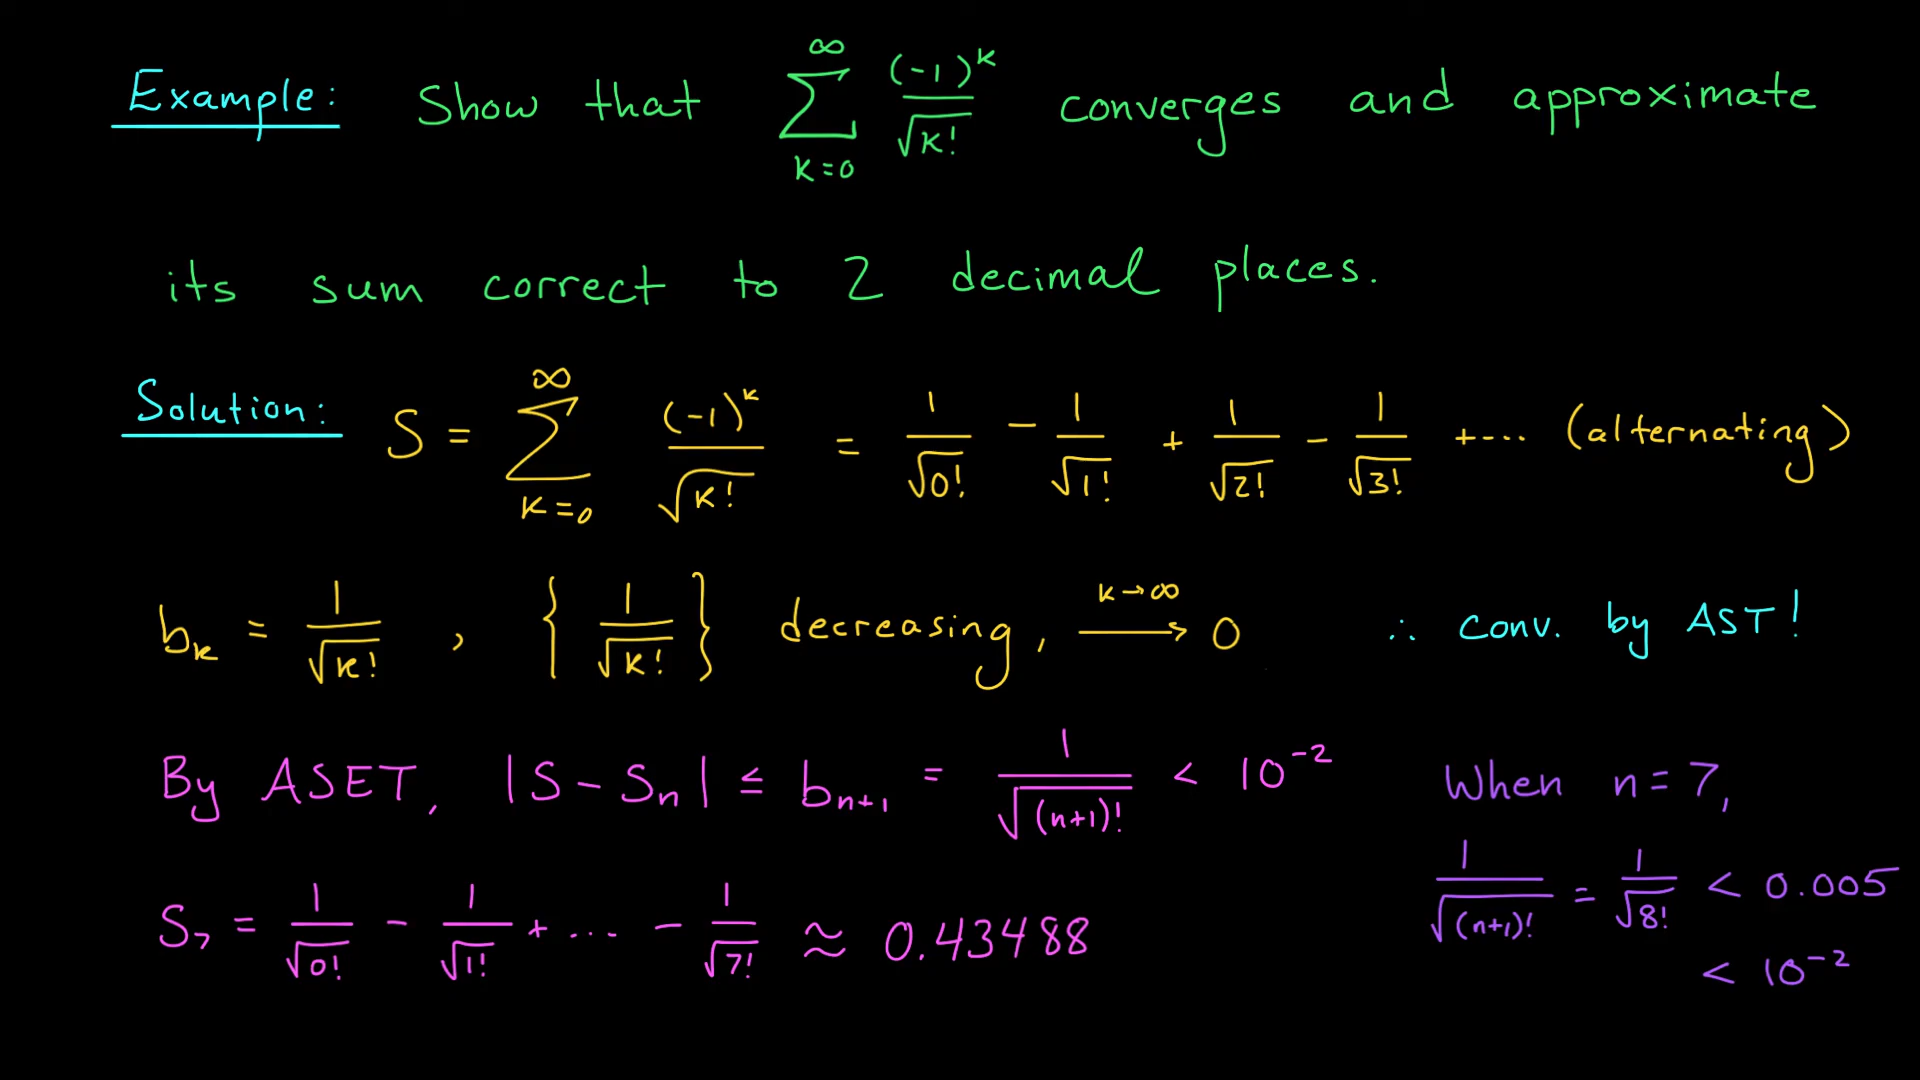 Example: Show that ∑_{k=0}^{∞} (-1)^k / √k! converges and approximate
its sum correct to 2 decimal places.
Solution: S = ∑_{k=0}^{∞} (-1)^k / √k! = 1/√0! − 1/√1! + 1/√2! − 1/√3! + ··· (alternating)
b_k = 1/√k! , {1/√k!} decreasing, ⟶^{k→∞} 0 ∴ conv. by AST!
By ASET, |S − S_n| ≤ b_{n+1} = 1/√(n+1)! < 10^{-2}
S_7 = 1/√0! − 1/√1! + ... − 1/√7! ≈ 0.43488
When n = 7,
1/√(n+1)! = 1/√8! < 0.005
< 10^{-2}